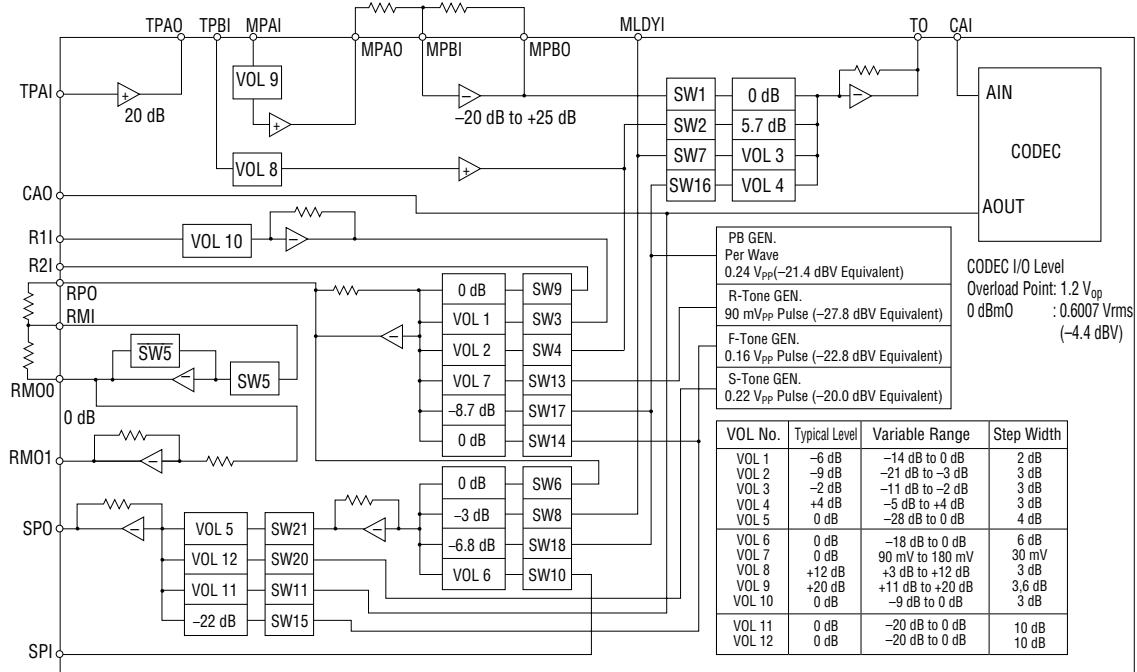 TPAO TPBI MPAI
MPAO MPBI MPBO
MLDYI
TO CAI
TPAI
+
20 dB
VOL 9
+
−
−20 dB to +25 dB
SW1 0 dB
SW2 5.7 dB
SW7 VOL 3
SW16 VOL 4
−
AIN
CODEC
AOUT
VOL 8
+
CAO
R1I
VOL 10
−
R2I
RPO
RMI
SW5
−
SW5
RMO0
0 dB
RMO1
−
−
0 dB SW9
VOL 1 SW3
VOL 2 SW4
VOL 7 SW13
−8.7 dB SW17
0 dB SW14
0 dB SW6
−3 dB SW8
−6.8 dB SW18
VOL 6 SW10
−
SPO
−
VOL 5 SW21
VOL 12 SW20
VOL 11 SW11
−22 dB SW15
SPI
PB GEN.
Per Wave
0.24 VPP(−21.4 dBV Equivalent)
R-Tone GEN.
90 mVPP Pulse (−27.8 dBV Equivalent)
F-Tone GEN.
0.16 VPP Pulse (−22.8 dBV Equivalent)
S-Tone GEN.
0.22 VPP Pulse (−20.0 dBV Equivalent)
CODEC I/O Level
Overload Point: 1.2 Vop
0 dBmO : 0.6007 Vrms
(−4.4 dBV)
VOL No. Typical Level Variable Range Step Width
VOL 1 −6 dB −14 dB to 0 dB 2 dB
VOL 2 −9 dB −21 dB to −3 dB 3 dB
VOL 3 −2 dB −11 dB to −2 dB 3 dB
VOL 4 +4 dB −5 dB to +4 dB 3 dB
VOL 5 0 dB −28 dB to 0 dB 4 dB
VOL 6 0 dB −18 dB to 0 dB 6 dB
VOL 7 0 dB 90 mV to 180 mV 30 mV
VOL 8 +12 dB +3 dB to +12 dB 3 dB
VOL 9 +20 dB +11 dB to +20 dB 3,6 dB
VOL 10 0 dB −9 dB to 0 dB 3 dB
VOL 11 0 dB −20 dB to 0 dB 10 dB
VOL 12 0 dB −20 dB to 0 dB 10 dB